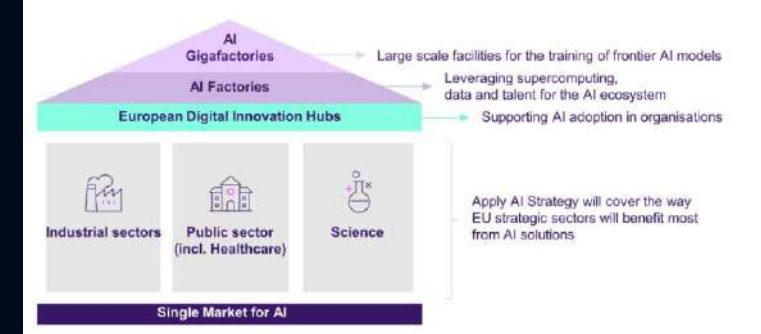 AI
Gigafactories
Large scale facilities for the training of frontier AI models
AI Factories
Leveraging supercomputing,
data and talent for the AI ecosystem
European Digital Innovation Hubs
Supporting AI adoption in organisations
Industrial sectors
Public sector
(incl. Healthcare)
Science
Apply AI Strategy will cover the way
EU strategic sectors will benefit most
from AI solutions
Single Market for AI